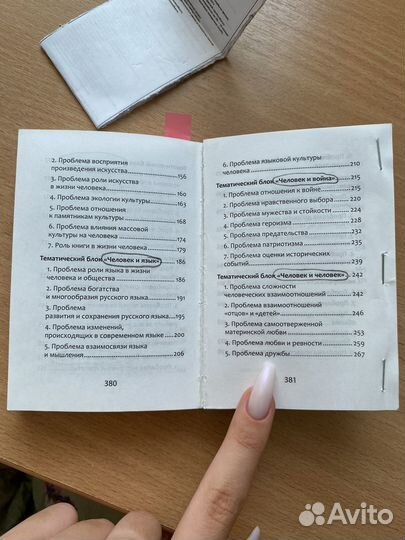 2. Проблема восприятия
произведения искусства 156
3. Проблема роли искусства
в жизни человека 160
4. Проблема экологии культуры 163
5. Проблема отношения
к памятникам культуры 168
6. Проблема влияния массовой
культуры на человека 174
7. Роль книги в жизни человека 179
Тематический блок «Человек и язык» 186
1. Проблема роли языка в жизни
человека и общества 186
2. Проблема богатства
и многообразия русского языка 191
3. Проблема
развития и сохранения русского языка 195
4. Проблема изменений,
происходящих в современном языке 200
5. Проблема взаимосвязи языка
и мышления 206
380
6. Проблема языковой культуры
человека 210
Тематический блок «Человек и война» 215
1. Проблема отношения к войне 215
2. Проблема нравственного выбора 220
3. Проблема мужества и стойкости 224
4. Проблема героизма 228
5. Проблема предательства 232
6. Проблема патриотизма 235
7. Проблема оценки исторических
событий 239
Тематический блок «Человек и человек» 242
1. Проблема сложности
человеческих взаимоотношений 242
2. Проблема взаимоотношения
«отцов» и «детей» 246
3. Проблема самоотверженной
материнской любви 253
4. Проблема любви и ревности 259
5. Проблема дружбы 267
381
Avito